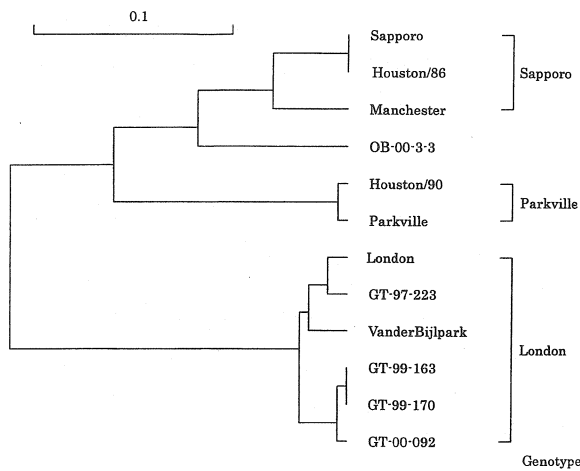 0.1
Sapporo
Houston/86
Sapporo
Manchester
OB-00-3-3
Houston/90
Parkville
Parkville
London
GT-97-223
VanderBijlpark
London
GT-99-163
GT-99-170
GT-00-092
Genotype